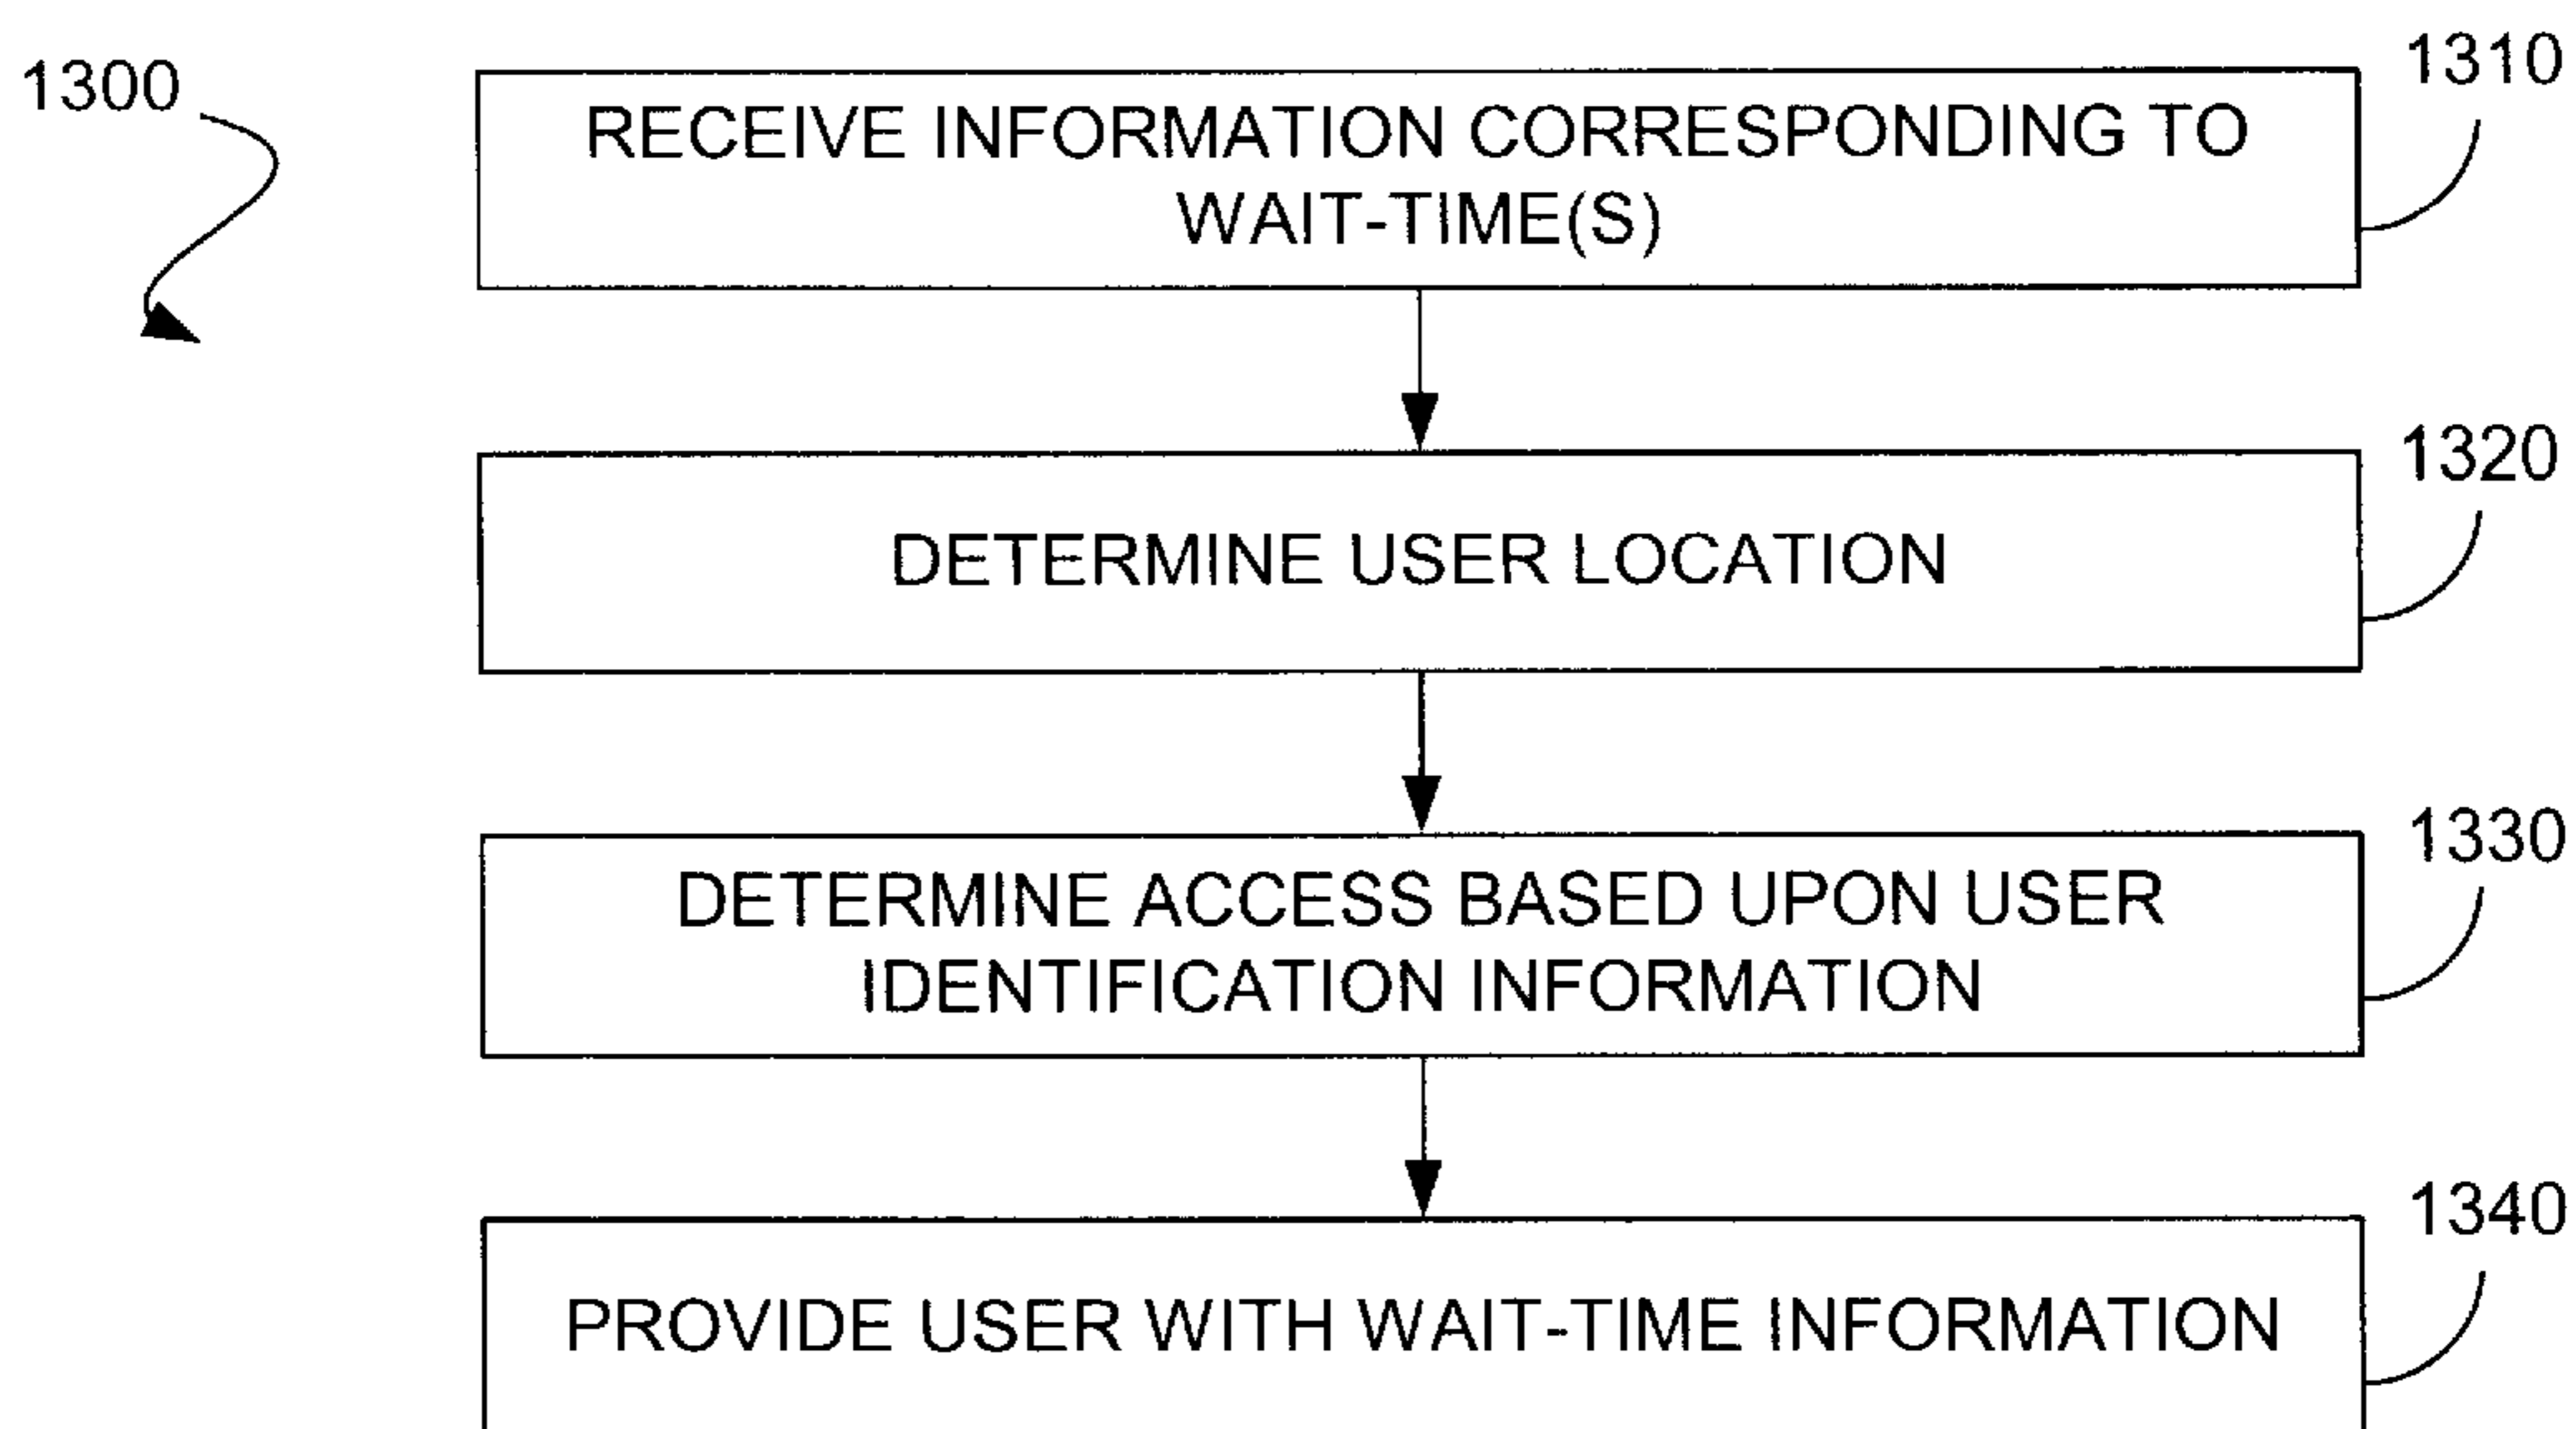 1300
1310
RECEIVE INFORMATION CORRESPONDING TO
WAIT-TIME(S)
1320
DETERMINE USER LOCATION
1330
DETERMINE ACCESS BASED UPON USER
IDENTIFICATION INFORMATION
1340
PROVIDE USER WITH WAIT-TIME INFORMATION